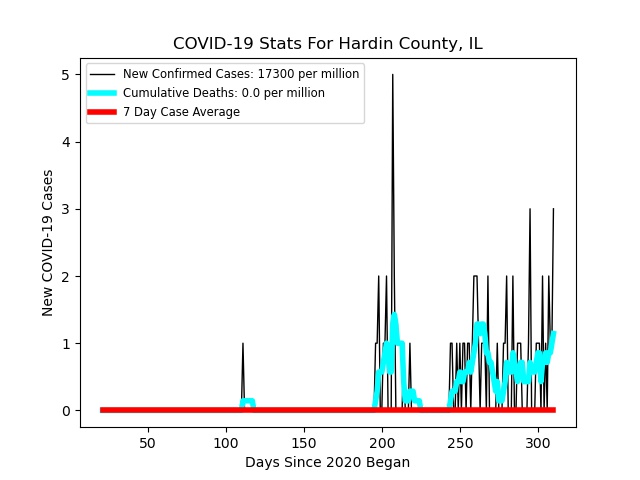 COVID-19 Stats For Hardin County, IL
New Confirmed Cases: 17300 per million
Cumulative Deaths: 0.0 per million
7 Day Case Average
New COVID-19 Cases
5
4
3
2
1
0
50 100 150 200 250 300
Days Since 2020 Began